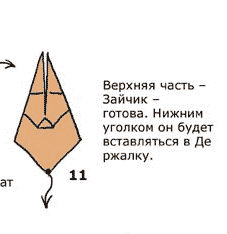 Верхняя часть –
Зайчик –
готова. Нижним
уголком он будет
вставляться в Де
ржалку.
11
ат